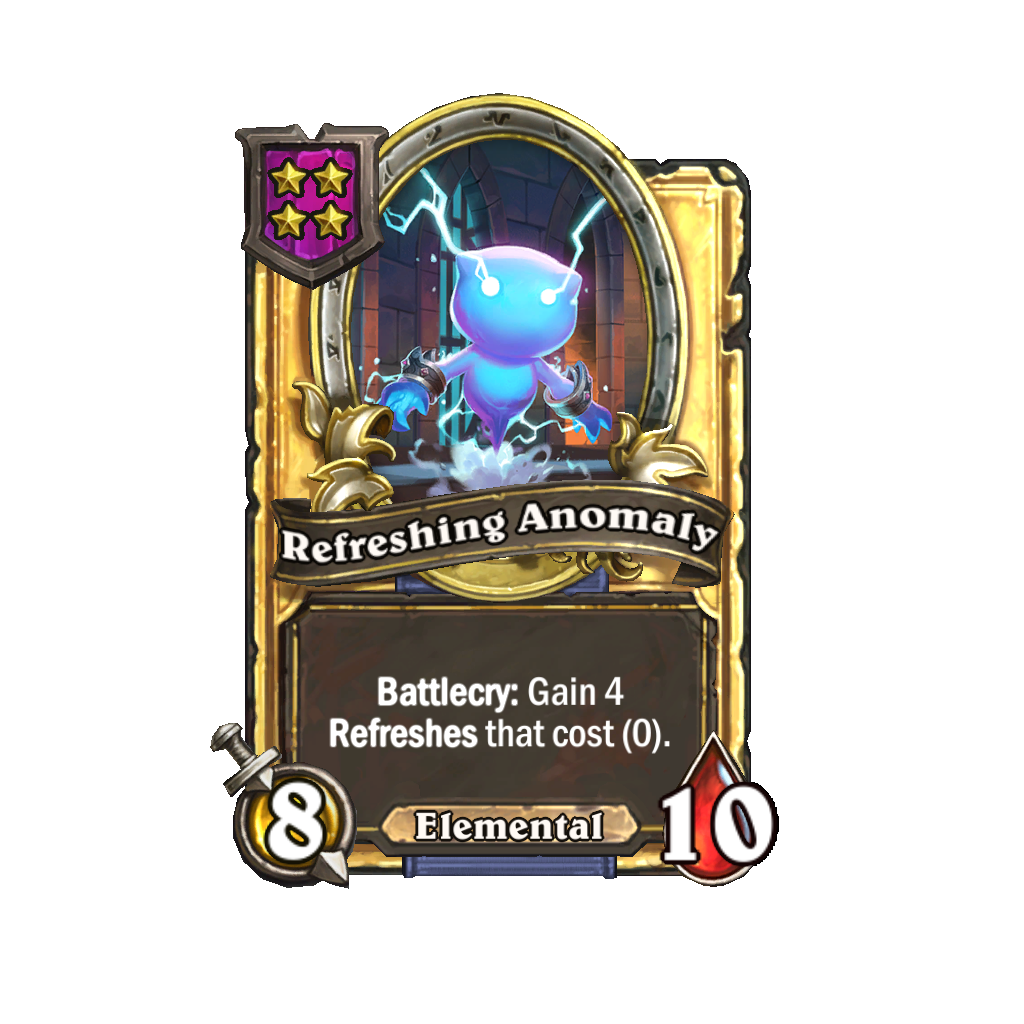 Refreshing Anomaly
Battlecry: Gain 4
Refreshes that cost (0).
8
Elemental
10